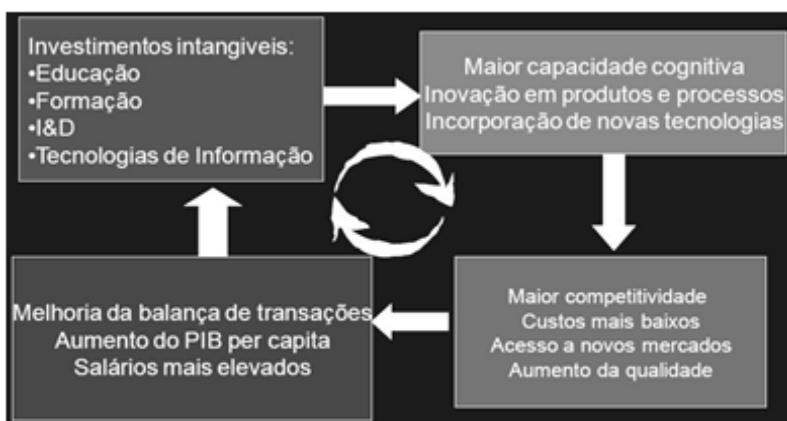 Investimentos intangiveis:
•Educação
•Formação
•I&D
•Tecnologias de Informação
Maior capacidade cognitiva
Inovação em produtos e processos
Incorporação de novas tecnologias
Maior competitividade
Custos mais baixos
Acesso a novos mercados
Aumento da qualidade
Melhoria da balança de transações
Aumento do PIB per capita
Salários mais elevados